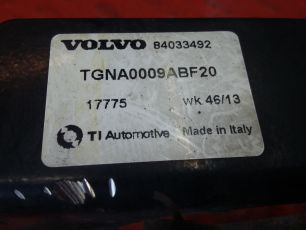 VOLVO 84033492
TGNA0009ABF20
17775 wk 46/13
TI Automotive Made in Italy